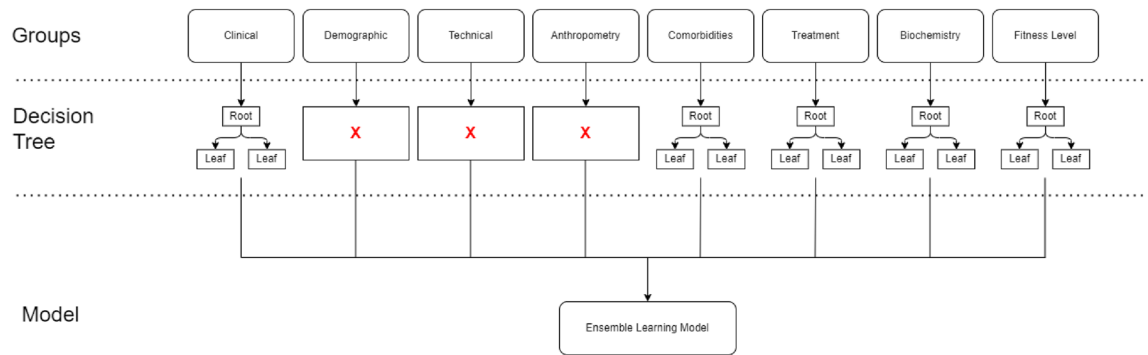 Groups
Clinical
Demographic
Technical
Anthropometry
Comorbidities
Treatment
Biochemistry
Fitness Level
Decision
Tree
Root
Leaf
Leaf
X
X
X
Root
Leaf
Leaf
Root
Leaf
Leaf
Root
Leaf
Leaf
Root
Leaf
Leaf
Model
Ensemble Learning Model